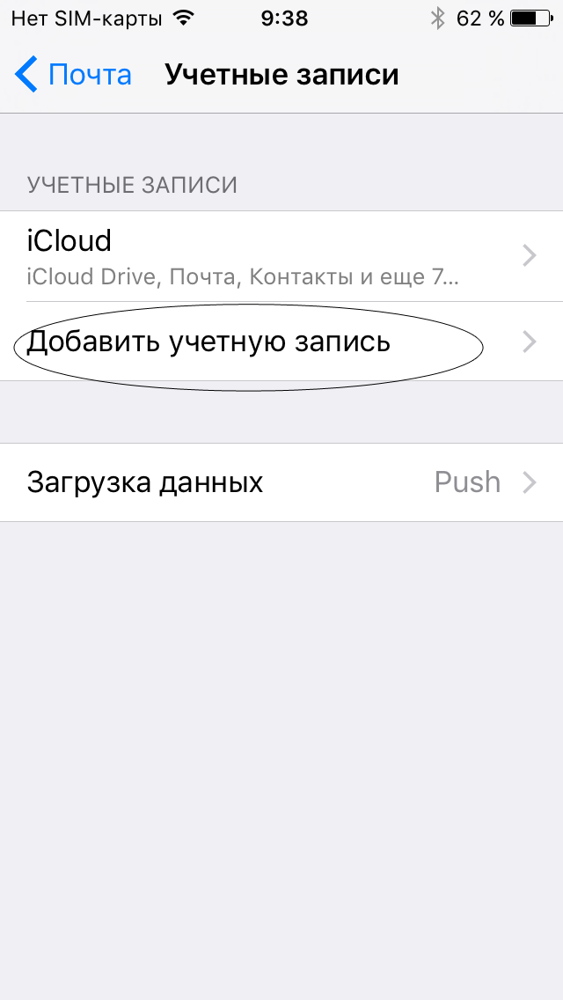 Нет SIM-карты 9:38 62 %
Почта Учетные записи
УЧЕТНЫЕ ЗАПИСИ
iCloud
iCloud Drive, Почта, Контакты и еще 7...
Добавить учетную запись
Загрузка данных Push